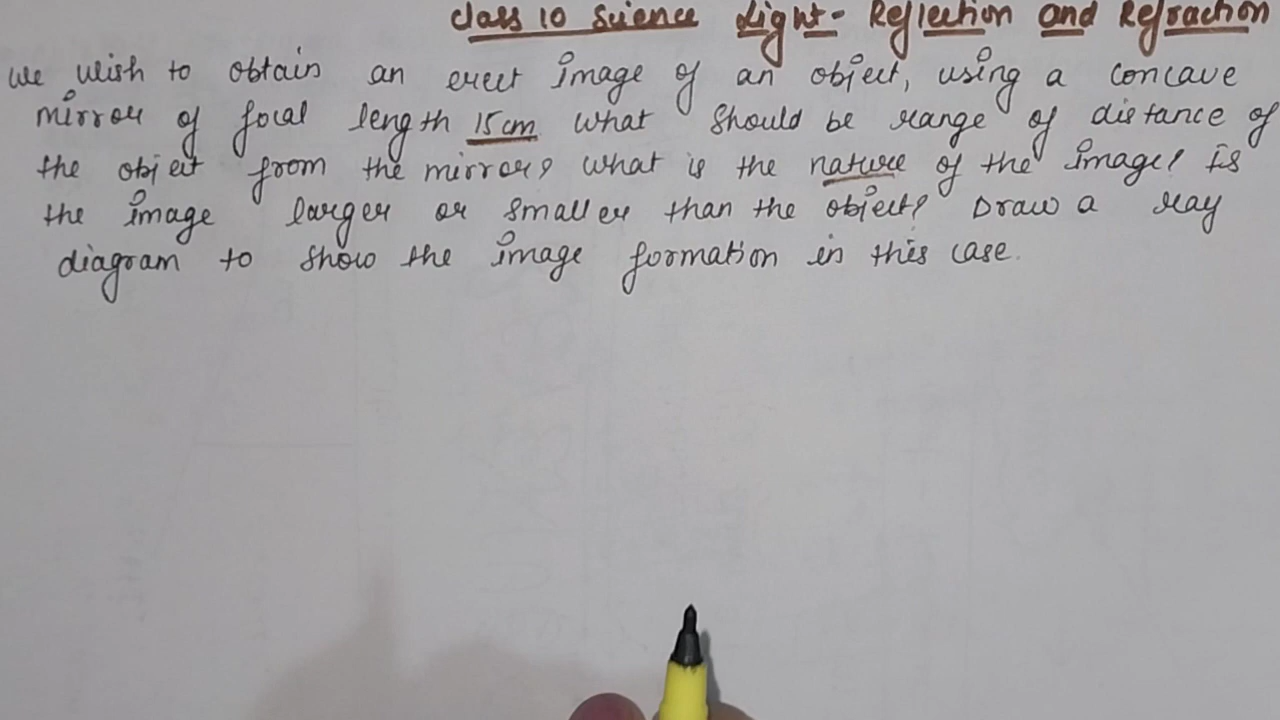 Class 10 Science Light - Reflection and Refraction
We wish to obtain an erect image of an object, using a concave
mirror of focal length 15 cm what should be range of distance of
the object from the mirror? what is the nature of the image? Is
the image larger or smaller than the object? Draw a ray
diagram to show the image formation in this case.